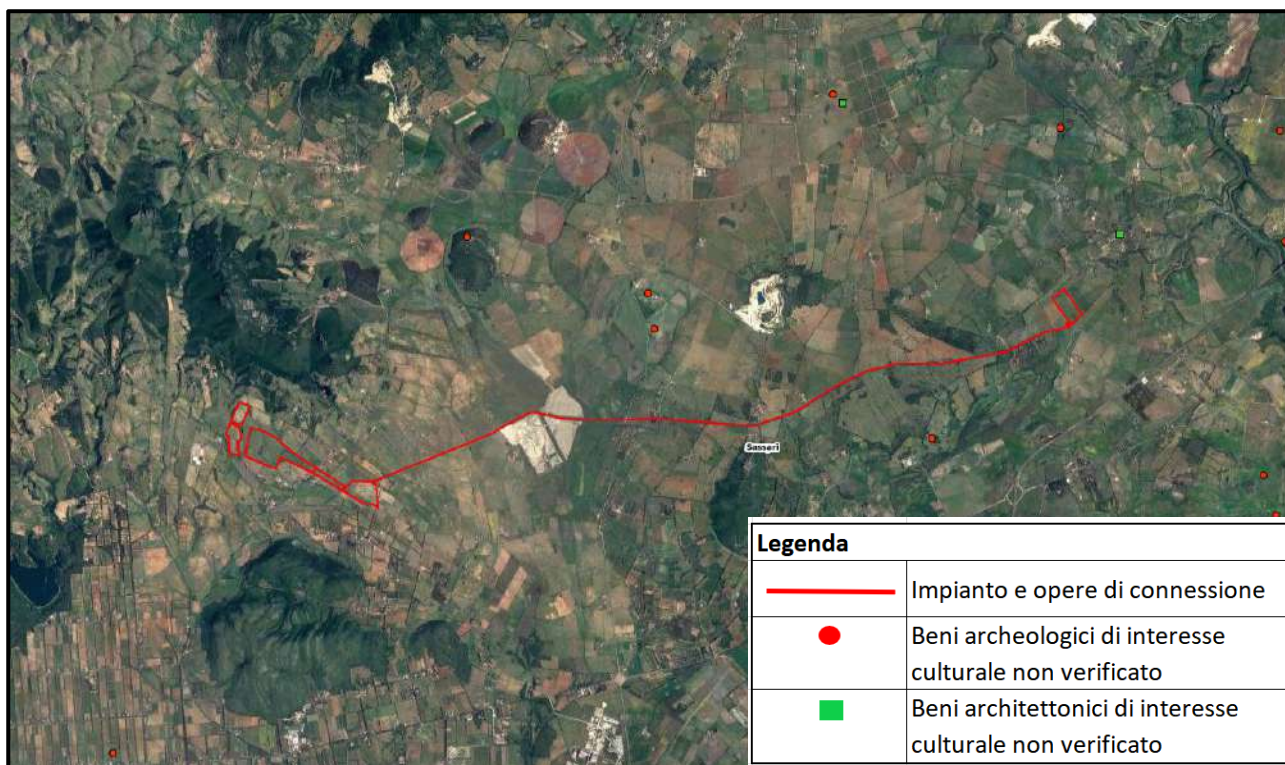 Sassari
Legenda
Impianto e opere di connessione
Beni archeologici di interesse
culturale non verificato
Beni architettonici di interesse
culturale non verificato